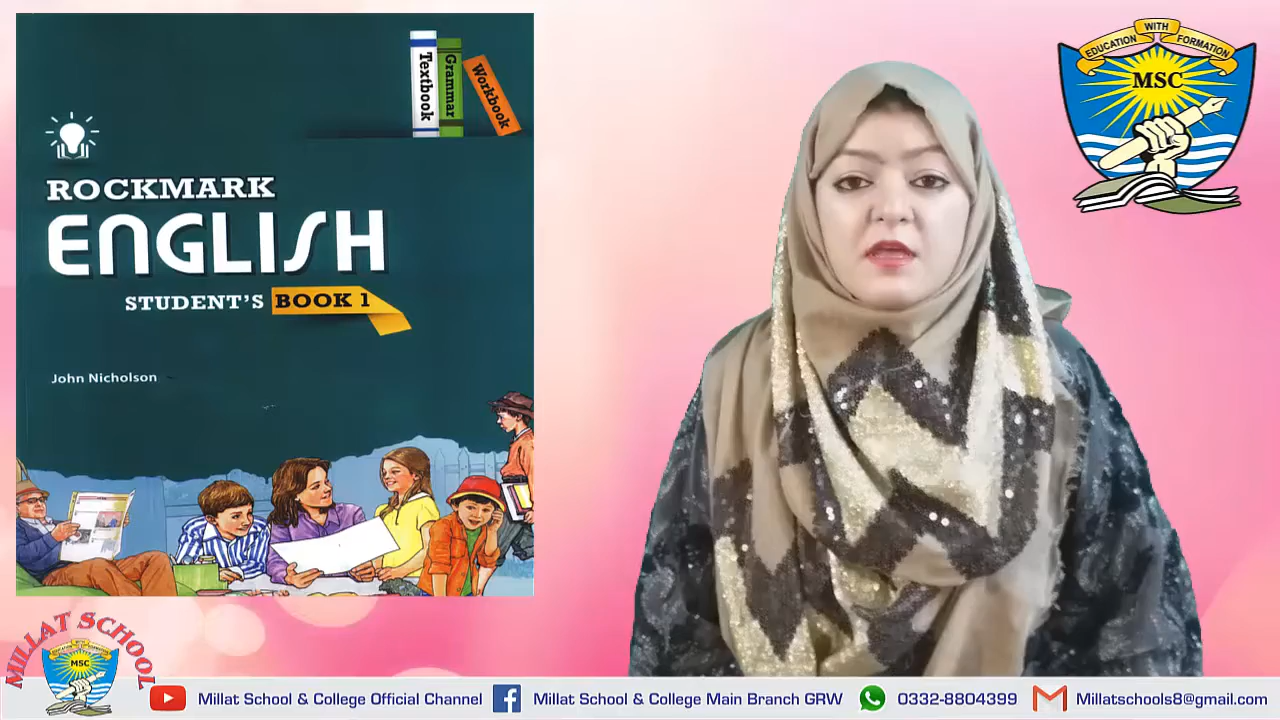 Textbook
Grammar
Workbook
ROCKMARK
ENGLISH
STUDENT'S BOOK 1
John Nicholson
EDUCATION WITH FORMATION
MSC
MILLAT SCHOOL
MSC
Millat School & College Official Channel
Millat School & College Main Branch GRW
0332-8804399
Millatschools8@gmail.com